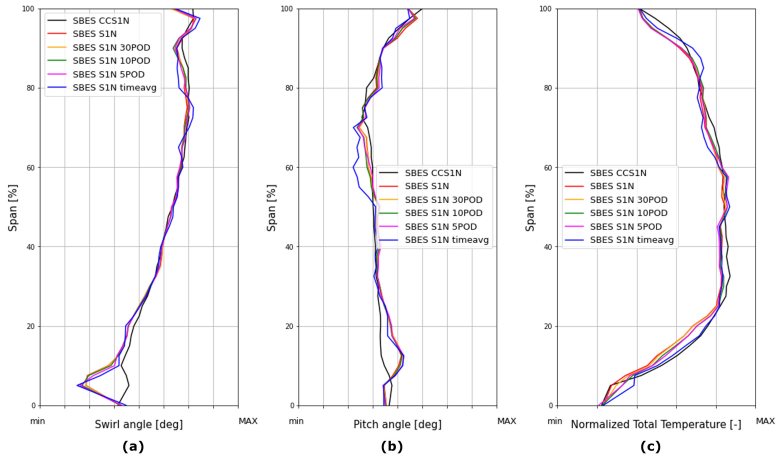 SBES CCS1N
SBES S1N
SBES S1N 30POD
SBES S1N 10POD
SBES S1N 5POD
SBES S1N timeavg
100
80
60
40
20
0
Span [%]
min
MAX
Swirl angle [deg]
(a)
SBES CCS1N
SBES S1N
SBES S1N 30POD
SBES S1N 10POD
SBES S1N 5POD
SBES S1N timeavg
100
80
60
40
20
0
Span [%]
min
MAX
Pitch angle [deg]
(b)
SBES CCS1N
SBES S1N
SBES S1N 30POD
SBES S1N 10POD
SBES S1N 5POD
SBES S1N timeavg
100
80
60
40
20
0
Span [%]
min
MAX
Normalized Total Temperature [-]
(c)